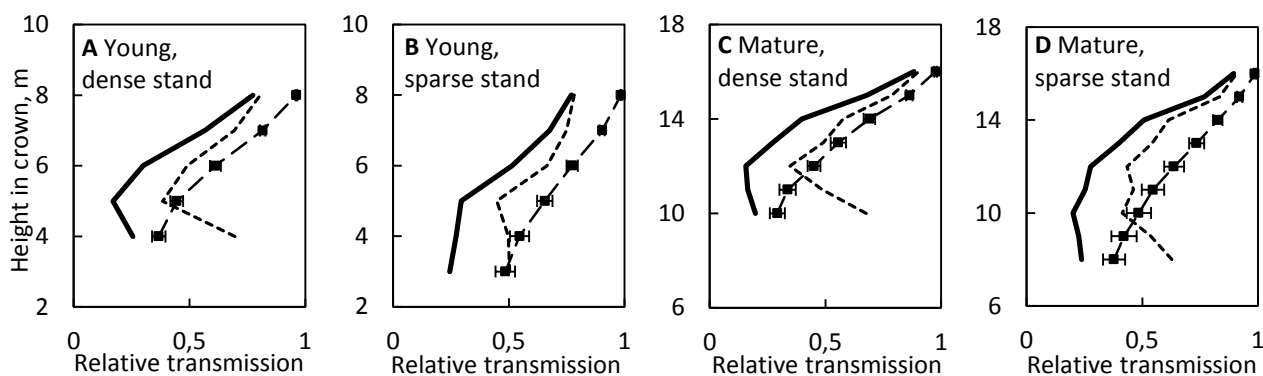 Height in crown, m
10
8
6
4
2
A Young,
dense stand
0
0,5
1
Relative transmission
10
8
6
4
2
B Young,
sparse stand
0
0,5
1
Relative transmission
18
14
10
6
C Mature,
dense stand
0
0,5
1
Relative transmission
18
14
10
6
D Mature,
sparse stand
0
0,5
1
Relative transmission